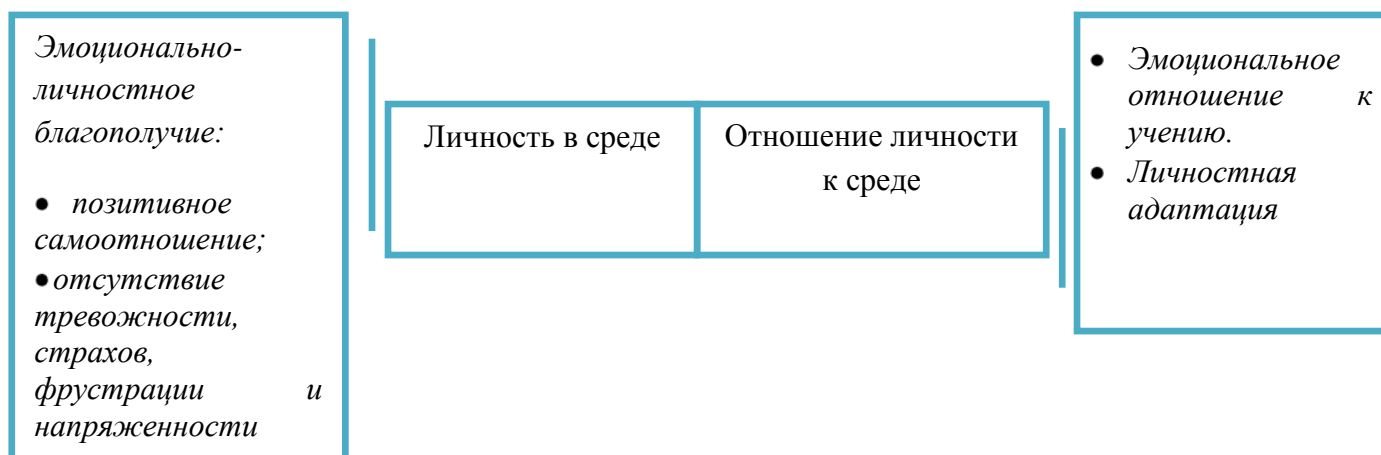 Эмоционально-
личностное
благополучие:
• позитивное
самоотношение;
•отсутствие
тревожности,
страхов,
фрустрации и
напряженности
Личность в среде
Отношение личности
к среде
• Эмоциональное
отношение к
учению.
• Личностная
адаптация